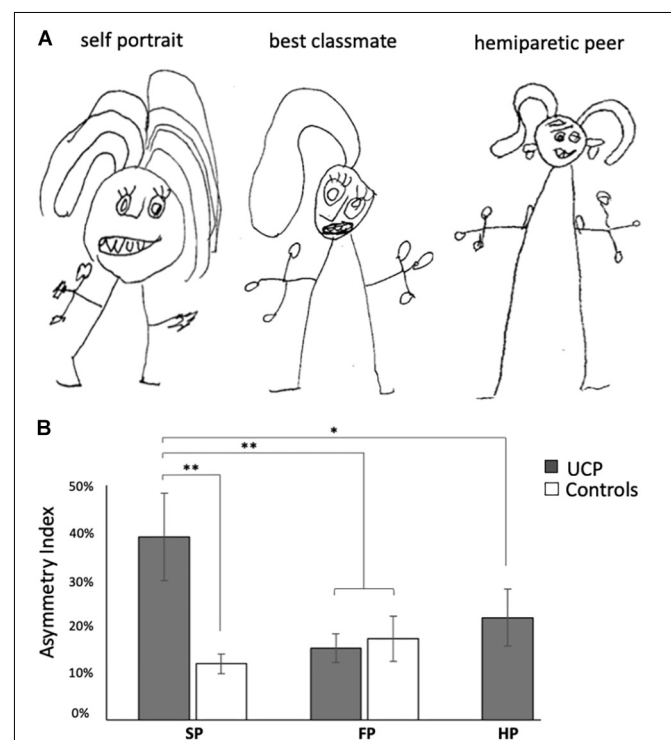 A
self portrait best classmate hemiparetic peer
B
*
**
**
UCP
Controls
50%
40%
30%
20%
10%
0%
Asymmetry Index
SP FP HP